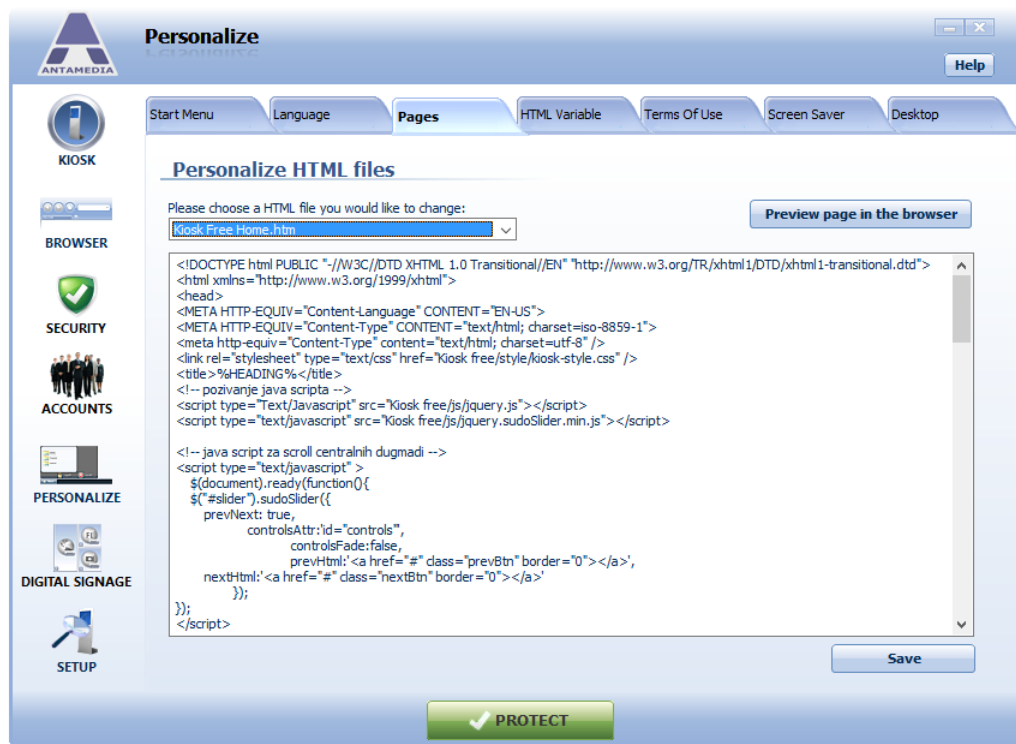 ANTAMEDIA
Personalize
Help
KIOSK
BROWSER
SECURITY
ACCOUNTS
PERSONALIZE
DIGITAL SIGNAGE
SETUP
Start Menu
Language
Pages
HTML Variable
Terms Of Use
Screen Saver
Desktop
Personalize HTML files
Please choose a HTML file you would like to change:
Kiosk Free Home.htm
Preview page in the browser
<!DOCTYPE html PUBLIC "-//W3C//DTD XHTML 1.0 Transitional//EN" "http://www.w3.org/TR/xhtml1/DTD/xhtml1-transitional.dtd">
<html xmlns="http://www.w3.org/1999/xhtml">
<head>
<META HTTP-EQUIV="Content-Language" CONTENT="EN-US">
<META HTTP-EQUIV="Content-Type" CONTENT="text/html; charset=iso-8859-1">
<meta http-equiv="Content-Type" content="text/html; charset=utf-8" />
<link rel="stylesheet" type="text/css" href="Kiosk free/style/kiosk-style.css" />
<title>%HEADING%</title>
<!-- pozivanje java scripta -->
<script type="Text/Javascript" src="Kiosk free/js/jquery.js"></script>
<script type="text/javascript" src="Kiosk free/js/jquery.sudoSlider.min.js"></script>
<!-- java script za scroll centralnih dugmadi -->
<script type="text/javascript" >
$(document).ready(function(){
$("#slider").sudoSlider({
prevNext: true,
controlsAttr:'id="controls"',
controlsFade:false,
prevHtml:'<a href="#" class="prevBtn" border="0"></a>',
nextHtml:'<a href="#" class="nextBtn" border="0"></a>'
});
});
</script>
Save
PROTECT